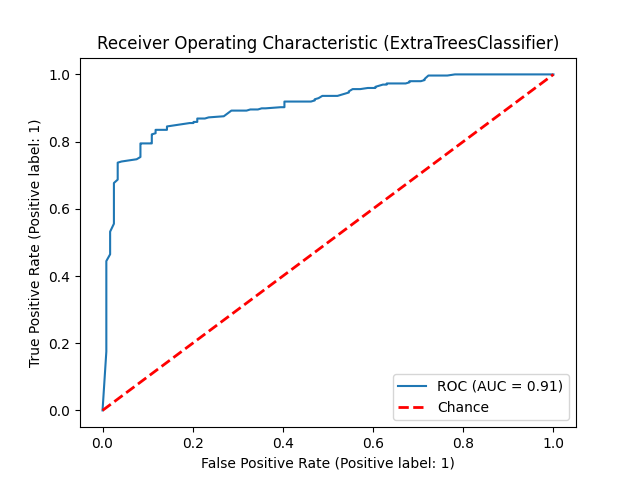 Receiver Operating Characteristic (ExtraTreesClassifier)
1.0
0.8
0.6
0.4
0.2
0.0
True Positive Rate (Positive label: 1)
ROC (AUC = 0.91)
Chance
0.0 0.2 0.4 0.6 0.8 1.0
False Positive Rate (Positive label: 1)